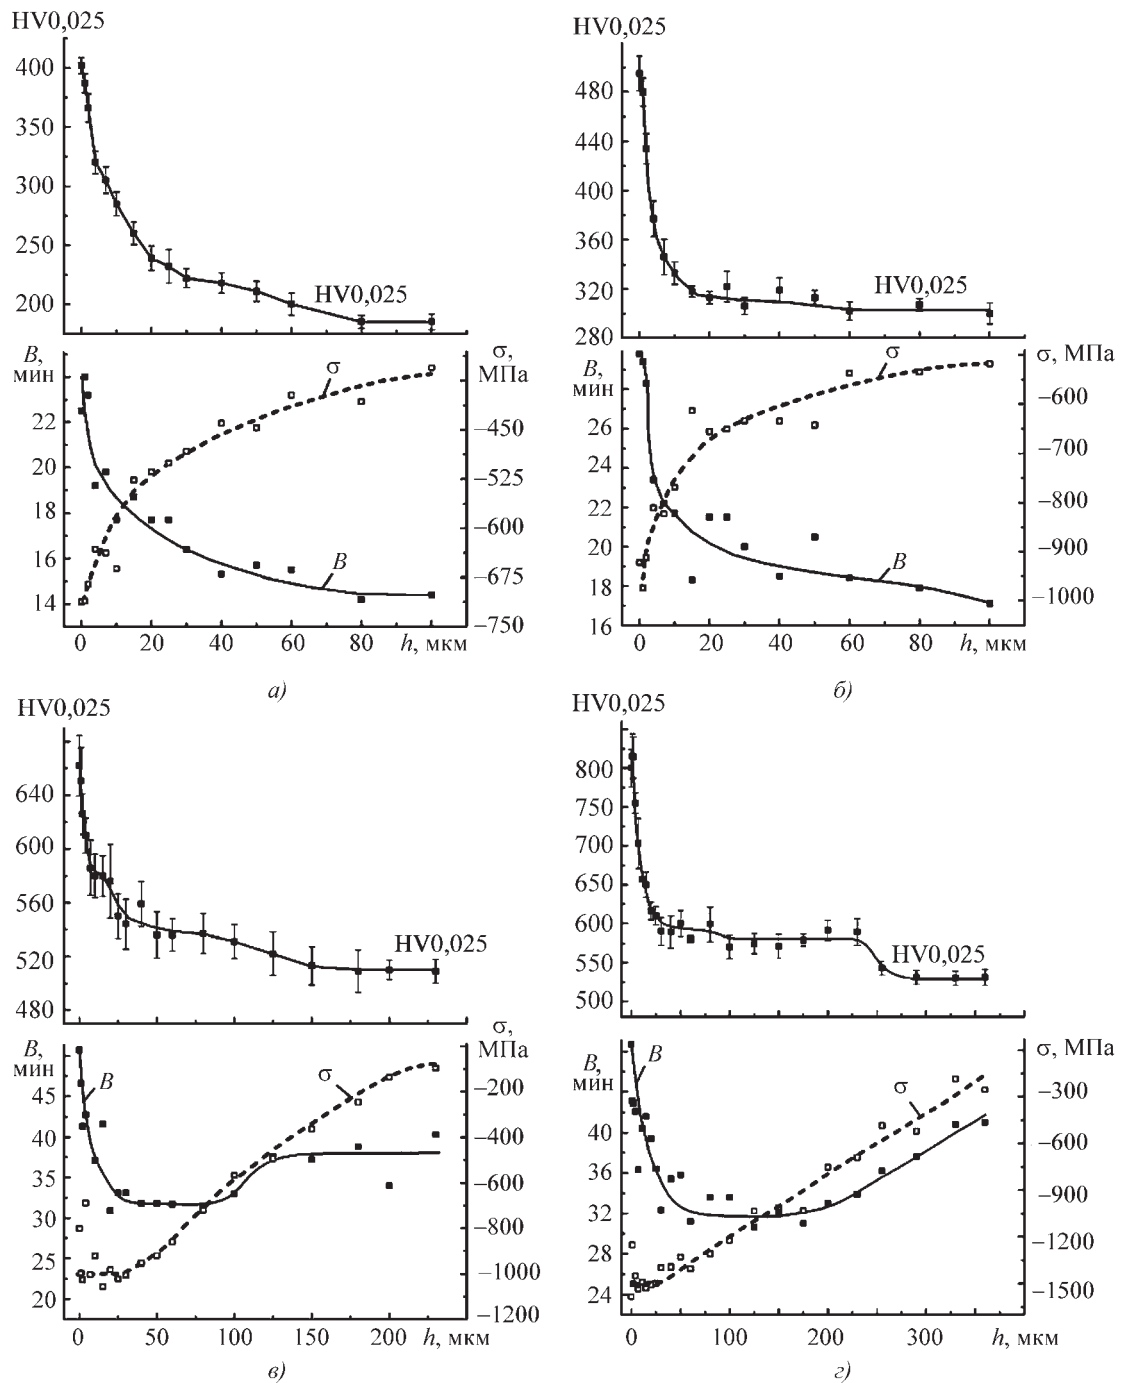 HV0,025
400
350
300
250
200
HV0,025
B,
мин
22
20
18
16
14
σ,
МПа
–450
–525
–600
–675
–750
σ
B
0 20 40 60 80 h, мкм
а)
HV0,025
480
440
400
360
320
280
HV0,025
B,
мин
26
24
22
20
18
16
σ, МПа
–600
–700
–800
–900
–1000
σ
B
0 20 40 60 80 h, мкм
б)
HV0,025
640
600
560
520
480
HV0,025
B,
мин
45
40
35
30
25
20
σ,
МПа
–200
–400
–600
–800
–1000
–1200
B
σ
0 50 100 150 200 h, мкм
в)
HV0,025
800
750
700
650
600
550
500
HV0,025
B,
мин
40
36
32
28
24
σ, МПа
–300
–600
–900
–1200
–1500
B
σ
0 100 200 300 h, мкм
г)